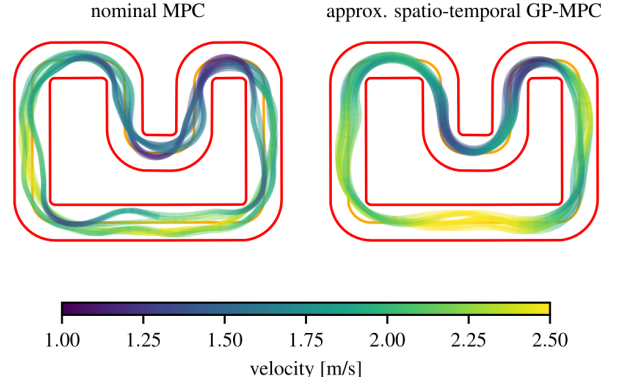 nominal MPC
approx. spatio-temporal GP-MPC
1.00 1.25 1.50 1.75 2.00 2.25 2.50
velocity [m/s]